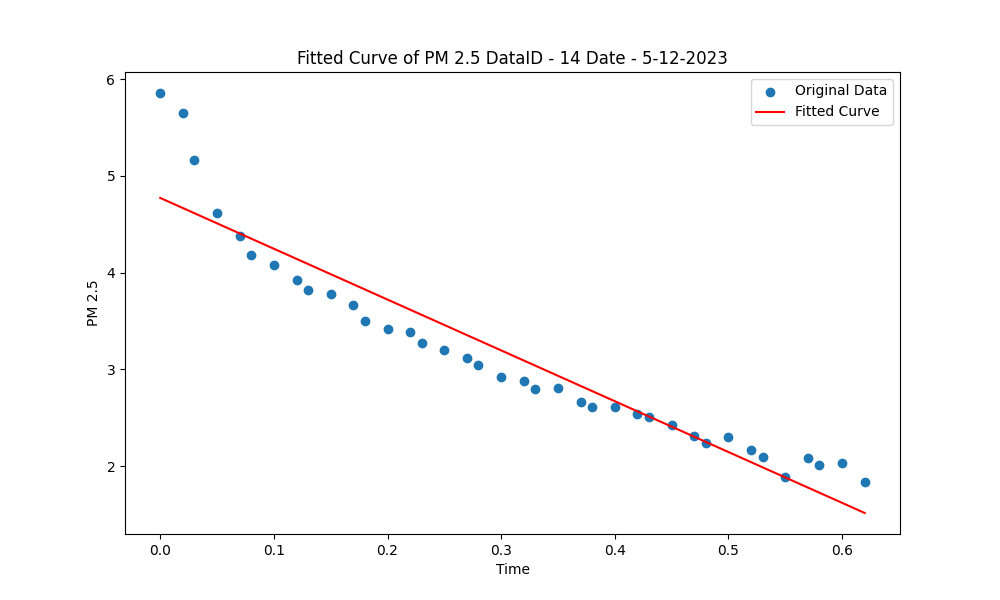 Fitted Curve of PM 2.5 DataID - 14 Date - 5-12-2023
Original Data
Fitted Curve
6
5
4
3
2
PM 2.5
0.0 0.1 0.2 0.3 0.4 0.5 0.6
Time